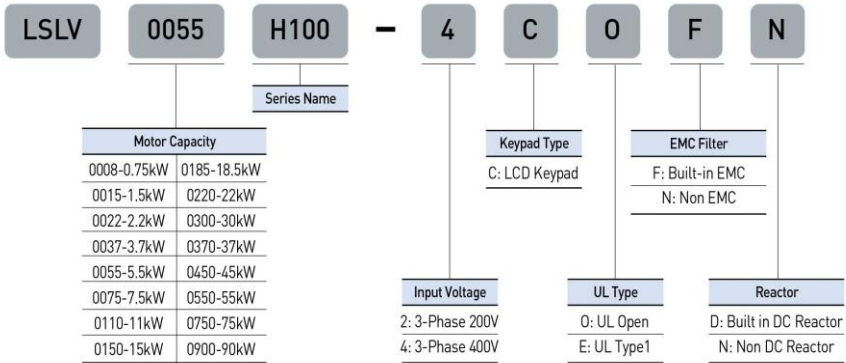 LSLV 0055 H100 – 4 C O F N
Series Name
Motor Capacity
0008-0.75kW 0185-18.5kW
0015-1.5kW 0220-22kW
0022-2.2kW 0300-30kW
0037-3.7kW 0370-37kW
0055-5.5kW 0450-45kW
0075-7.5kW 0550-55kW
0110-11kW 0750-75kW
0150-15kW 0900-90kW
Keypad Type
C: LCD Keypad
EMC Filter
F: Built-in EMC
N: Non EMC
Input Voltage
2: 3-Phase 200V
4: 3-Phase 400V
UL Type
O: UL Open
E: UL Type1
Reactor
D: Built in DC Reactor
N: Non DC Reactor